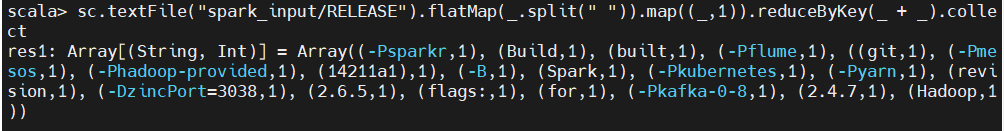 scala> sc.textFile("spark_input/RELEASE").flatMap(_.split(" ")).map((_,1)).reduceByKey(_ + _).colle
ct
res1: Array[(String, Int)] = Array((-Psparkr,1), (Build,1), (built,1), (-Pflume,1), ((git,1), (-Pme
sos,1), (-Phadoop-provided,1), (14211a1),1), (-B,1), (Spark,1), (-Pkubernetes,1), (-Pyarn,1), (revi
sion,1), (-DzincPort=3038,1), (2.6.5,1), (flags:,1), (for,1), (-Pkafka-0-8,1), (2.4.7,1), (Hadoop,1
))